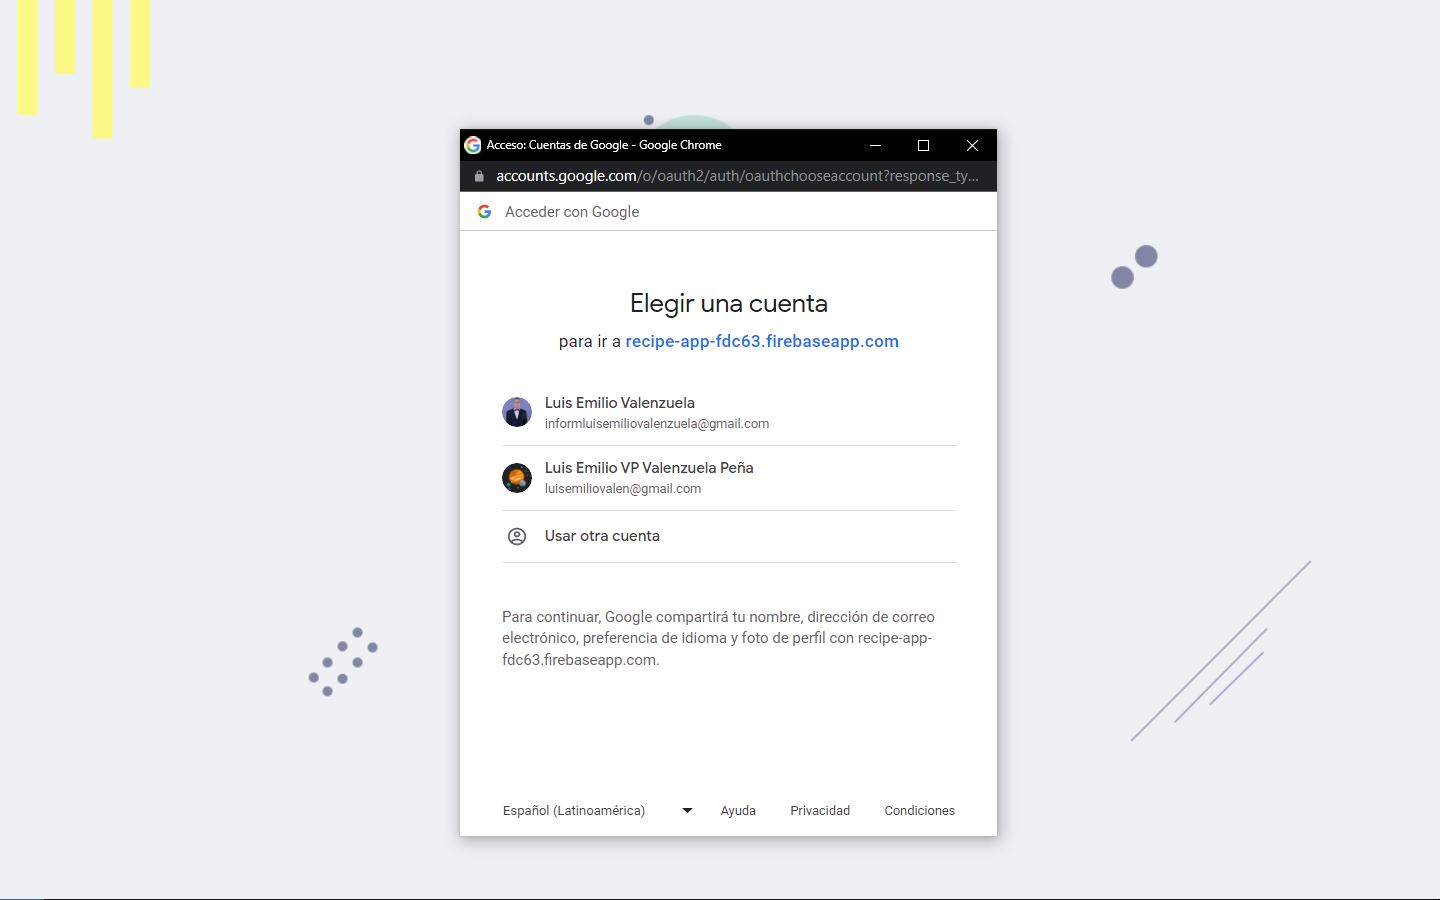 Acceso: Cuentas de Google - Google Chrome
accounts.google.com/o/oauth2/auth/oauthchooseaccount?response_ty...
Acceder con Google
Elegir una cuenta
para ir a recipe-app-fdc63.firebaseapp.com
Luis Emilio Valenzuela
informluisemiliovalenzuela@gmail.com
Luis Emilio VP Valenzuela Peña
luisemiliovalen@gmail.com
Usar otra cuenta
Para continuar, Google compartirá tu nombre, dirección de correo
electrónico, preferencia de idioma y foto de perfil con recipe-app-
fdc63.firebaseapp.com.
Español (Latinoamérica) Ayuda Privacidad Condiciones